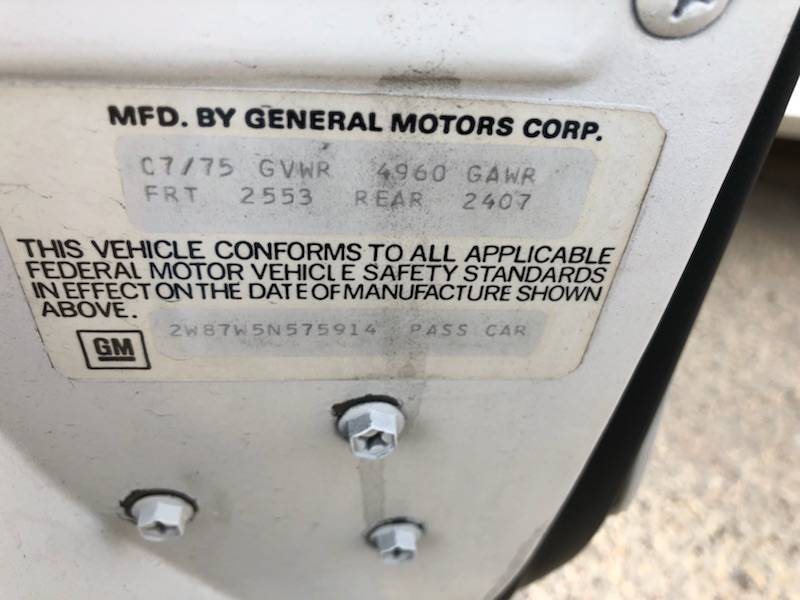 MFD. BY GENERAL MOTORS CORP.
C7/75 GVWR 4960 GAWR
FRT 2553 REAR 2407
THIS VEHICLE CONFORMS TO ALL APPLICABLE
FEDERAL MOTOR VEHICLE SAFETY STANDARDS
IN EFFECT ON THE DATE OF MANUFACTURE SHOWN
ABOVE.
2W87W5N575914 PASS CAR
GM